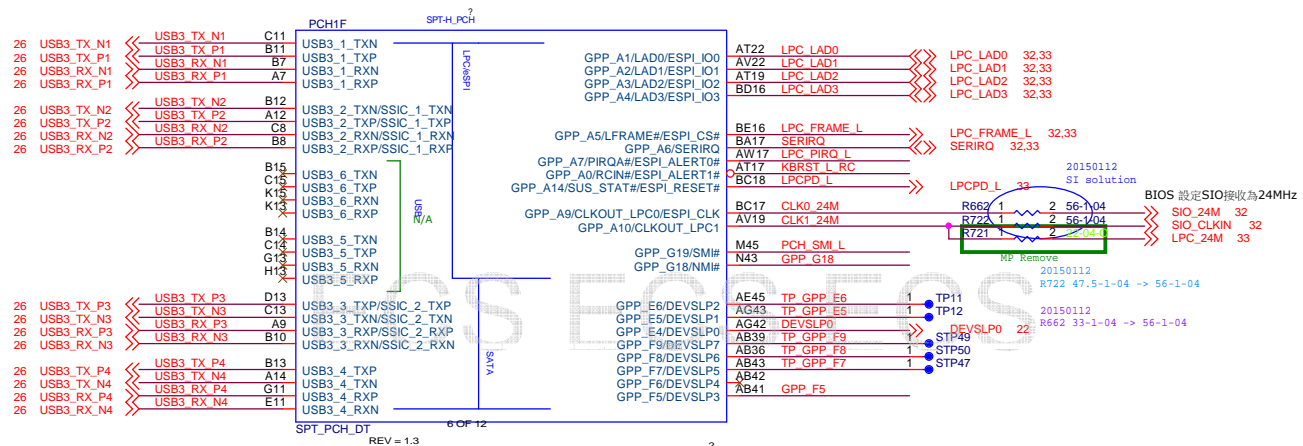 PCH1F
SPT-H_PCH
?
26 USB3_TX_N1 USB3_TX_N1 C11 USB3_1_TXN
26 USB3_TX_P1 USB3_TX_P1 B11 USB3_1_TXP
26 USB3_RX_N1 USB3_RX_N1 B7 USB3_1_RXN
26 USB3_RX_P1 USB3_RX_P1 A7 USB3_1_RXP
26 USB3_TX_N2 USB3_TX_N2 B12 USB3_2_TXN/SSIC_1_TXN
26 USB3_TX_P2 USB3_TX_P2 A12 USB3_2_TXP/SSIC_1_TXP
26 USB3_RX_N2 USB3_RX_N2 C8 USB3_2_RXN/SSIC_1_RXN
26 USB3_RX_P2 USB3_RX_P2 B8 USB3_2_RXP/SSIC_1_RXP
B15 USB3_6_TXN
C15 USB3_6_TXP
K15 USB3_6_RXN
K13 USB3_6_RXP
B14 USB3_5_TXN
C14 USB3_5_TXP
G13 USB3_5_RXN
H13 USB3_5_RXP
26 USB3_TX_P3 USB3_TX_P3 D13 USB3_3_TXP/SSIC_2_TXP
26 USB3_TX_N3 USB3_TX_N3 C13 USB3_3_TXN/SSIC_2_TXN
26 USB3_RX_P3 USB3_RX_P3 A9 USB3_3_RXP/SSIC_2_RXP
26 USB3_RX_N3 USB3_RX_N3 B10 USB3_3_RXN/SSIC_2_RXN
26 USB3_TX_P4 USB3_TX_P4 B13 USB3_4_TXP
26 USB3_TX_N4 USB3_TX_N4 A14 USB3_4_TXN
26 USB3_RX_P4 USB3_RX_P4 G11 USB3_4_RXP
26 USB3_RX_N4 USB3_RX_N4 E11 USB3_4_RXN
LPC/eSPI
USB
N/A
SATA
GPP_A1/LAD0/ESPI_IO0 AT22 LPC_LAD0 LPC_LAD0 32,33
GPP_A2/LAD1/ESPI_IO1 AV22 LPC_LAD1 LPC_LAD1 32,33
GPP_A3/LAD2/ESPI_IO2 AT19 LPC_LAD2 LPC_LAD2 32,33
GPP_A4/LAD3/ESPI_IO3 BD16 LPC_LAD3 LPC_LAD3 32,33
GPP_A5/LFRAME#/ESPI_CS# BE16 LPC_FRAME_L LPC_FRAME_L 32,33
GPP_A6/SERIRQ BA17 SERIRQ SERIRQ 32,33
GPP_A7/PIRQA#/ESPI_ALERT0# AW17 LPC_PIRQ_L
GPP_A0/RCIN#/ESPI_ALERT1# AT17 KBRST_L_RC
GPP_A14/SUS_STAT#/ESPI_RESET# BC18 LPCPD_L LPCPD_L 33
20150112
SI solution
BIOS 設定SIO接收為24MHz
GPP_A9/CLKOUT_LPC0/ESPI_CLK BC17 CLK0_24M R662 1 2 56-1-04 SIO_24M 32
GPP_A10/CLKOUT_LPC1 AV19 CLK1_24M R722 1 2 56-1-04 SIO_CLKIN 32
R721 1 2 22-04-O LPC_24M 33
MP Remove
GPP_G19/SMI# M45 PCH_SMI_L
GPP_G18/NMI# N43 GPP_G18
20150112
R722 47.5-1-04 -> 56-1-04
20150112
R662 33-1-04 -> 56-1-04
GPP_E6/DEVSLP2 AE45 TP_GPP_E6 1 TP11
GPP_E5/DEVSLP1 AG43 TP_GPP_E5 1 TP12
GPP_E4/DEVSLP0 AG42 DEVSLP0 DEVSLP0 22
GPP_F9/DEVSLP7 AB39 TP_GPP_F9 1 STP49
GPP_F8/DEVSLP6 AB36 TP_GPP_F8 1 STP50
GPP_F7/DEVSLP5 AB43 TP_GPP_F7 1 STP47
GPP_F6/DEVSLP4 AB42
GPP_F5/DEVSLP3 AB41 GPP_F5
ECS ECS ECS
SPT_PCH_DT
6 OF 12
REV = 1.3
?